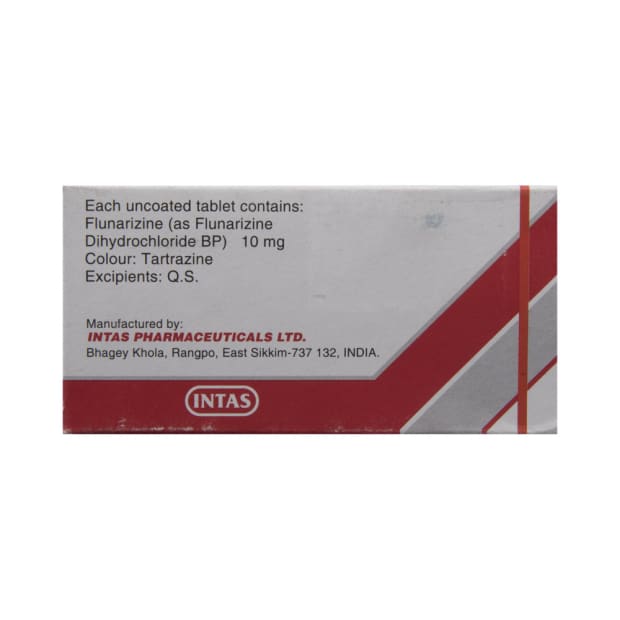 Each uncoated tablet contains:
Flunarizine (as Flunarizine
Dihydrochloride BP) 10 mg
Colour: Tartrazine
Excipients: Q.S.
Manufactured by:
INTAS PHARMACEUTICALS LTD.
Bhagey Khola, Rangpo, East Sikkim-737 132, INDIA.
INTAS